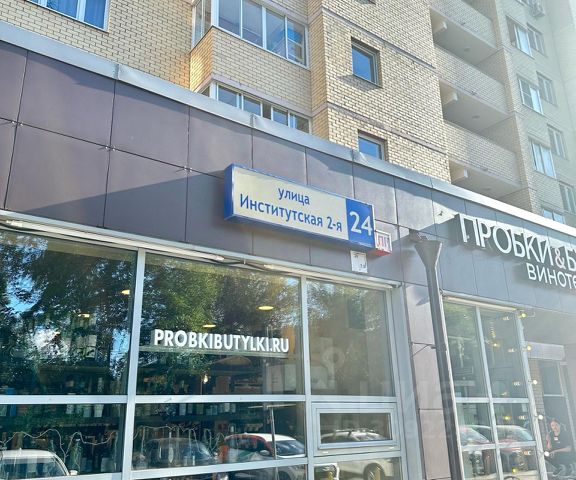 улица
Институтская 2-я
24
ПРОБКИ&Б
ВИНОТЕ
PROBKIBUTYLKI.RU